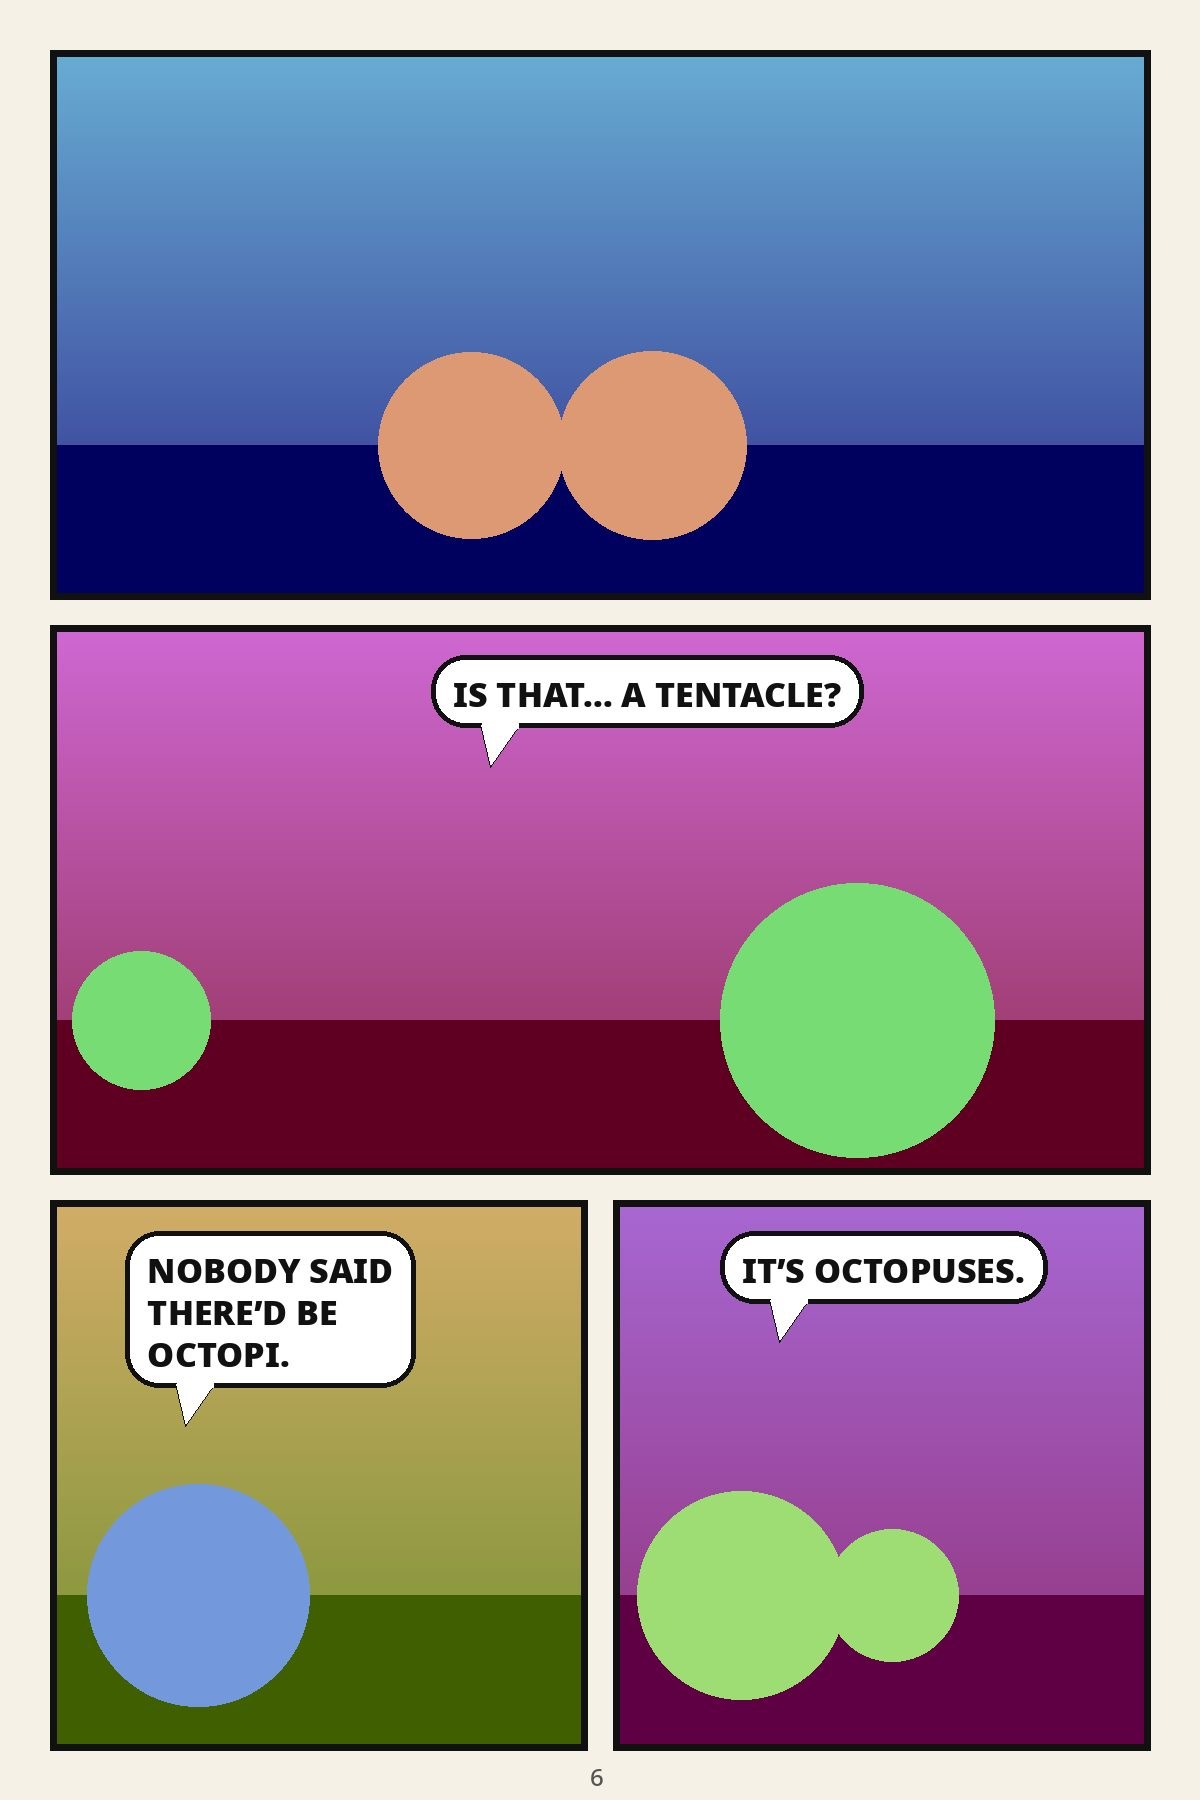 IS THAT... A TENTACLE?
NOBODY SAID
THERE’D BE
OCTOPI.
IT’S OCTOPUSES.
6